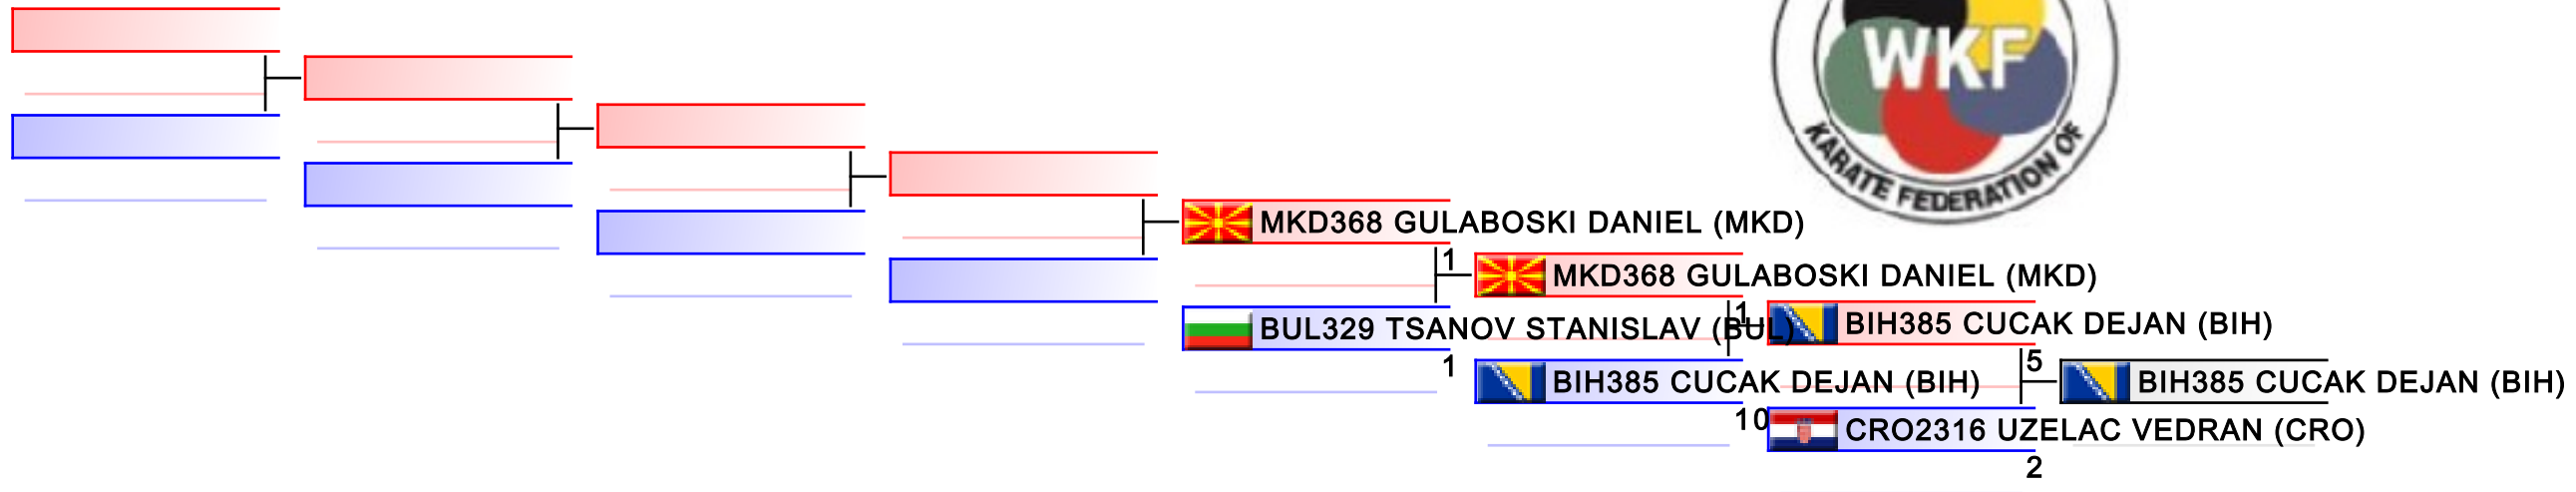 WKF
KARATE FEDERATION OF
MKD368 GULABOSKI DANIEL (MKD)
1
MKD368 GULABOSKI DANIEL (MKD)
BUL329 TSANOV STANISLAV (BUL)
1
1
BIH385 CUCAK DEJAN (BIH)
BIH385 CUCAK DEJAN (BIH)
10
5
BIH385 CUCAK DEJAN (BIH)
CRO2316 UZELAC VEDRAN (CRO)
2